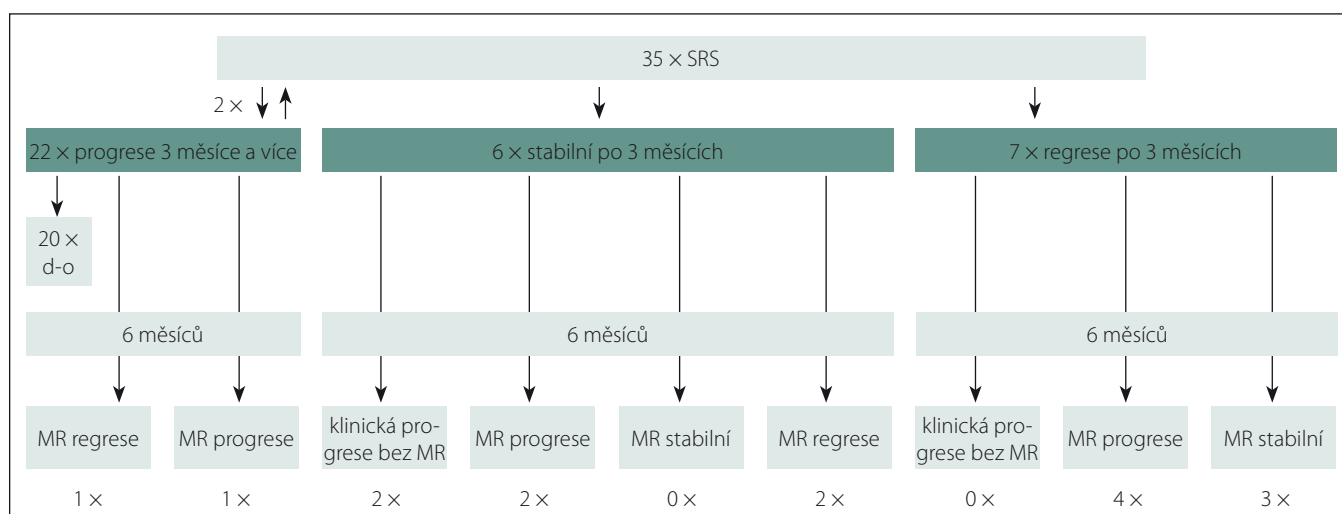 35 × SRS
2 ×
22 × progrese 3 měsíce a více
6 × stabilní po 3 měsících
7 × regrese po 3 měsících
20 ×
d-o
6 měsíců
6 měsíců
6 měsíců
MR regrese
MR progrese
klinická pro-
grese bez MR
MR progrese
MR stabilní
MR regrese
klinická pro-
grese bez MR
MR progrese
MR stabilní
1 ×
1 ×
2 ×
2 ×
0 ×
2 ×
0 ×
4 ×
3 ×